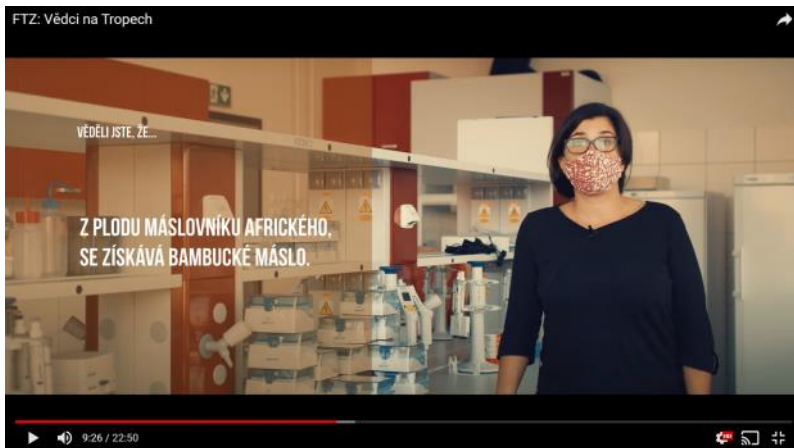 FTZ: Vědci na Tropech
VĚDĚLI JSTE, ŽE...
Z PLODU MÁSLOVNÍKU AFRICKÉHO,
SE ZÍSKÁVÁ BAMBUCKÉ MÁSLO.
9:26 / 22:50